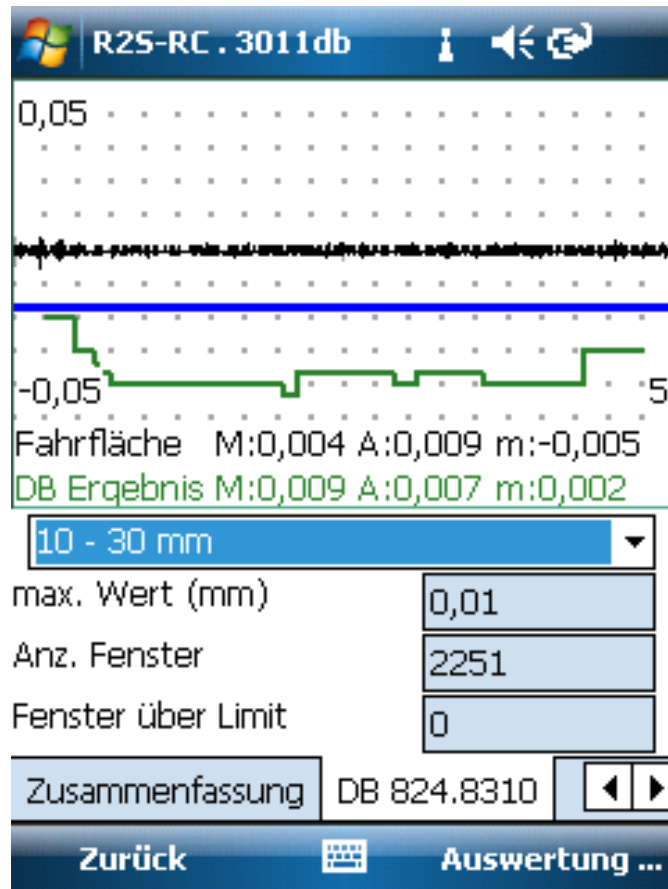 R2S-RC . 3011db
0,05
-0,05 5
Fahrfläche M:0,004 A:0,009 m:-0,005
DB Ergebnis M:0,009 A:0,007 m:0,002
10 - 30 mm
max. Wert (mm) 0,01
Anz. Fenster 2251
Fenster über Limit 0
Zusammenfassung DB 824.8310
Zurück Auswertung ...